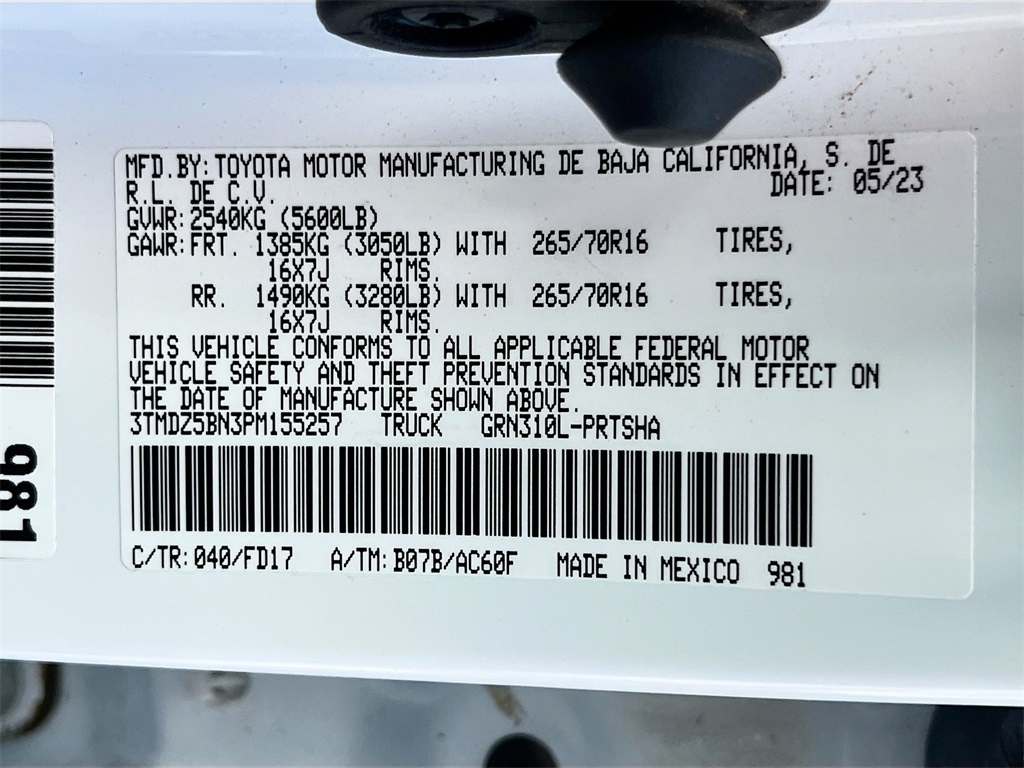 MFD.BY: TOYOTA MOTOR MANUFACTURING DE BAJA CALIFORNIA, S. DE
R.L. DE C.V. DATE: 05/23
GVWR: 2540KG (5600LB)
GAWR: FRT. 1385KG (3050LB) WITH 265/70R16 TIRES,
16X7J RIMS.
RR. 1490KG (3280LB) WITH 265/70R16 TIRES,
16X7J RIMS.
THIS VEHICLE CONFORMS TO ALL APPLICABLE FEDERAL MOTOR
VEHICLE SAFETY AND THEFT PREVENTION STANDARDS IN EFFECT ON
THE DATE OF MANUFACTURE SHOWN ABOVE.
3TMDZ5BN3PM155257 TRUCK GRN310L-PRTSHA
C/TR: 040/FD17 A/TM: B07B/AC60F MADE IN MEXICO 981
981